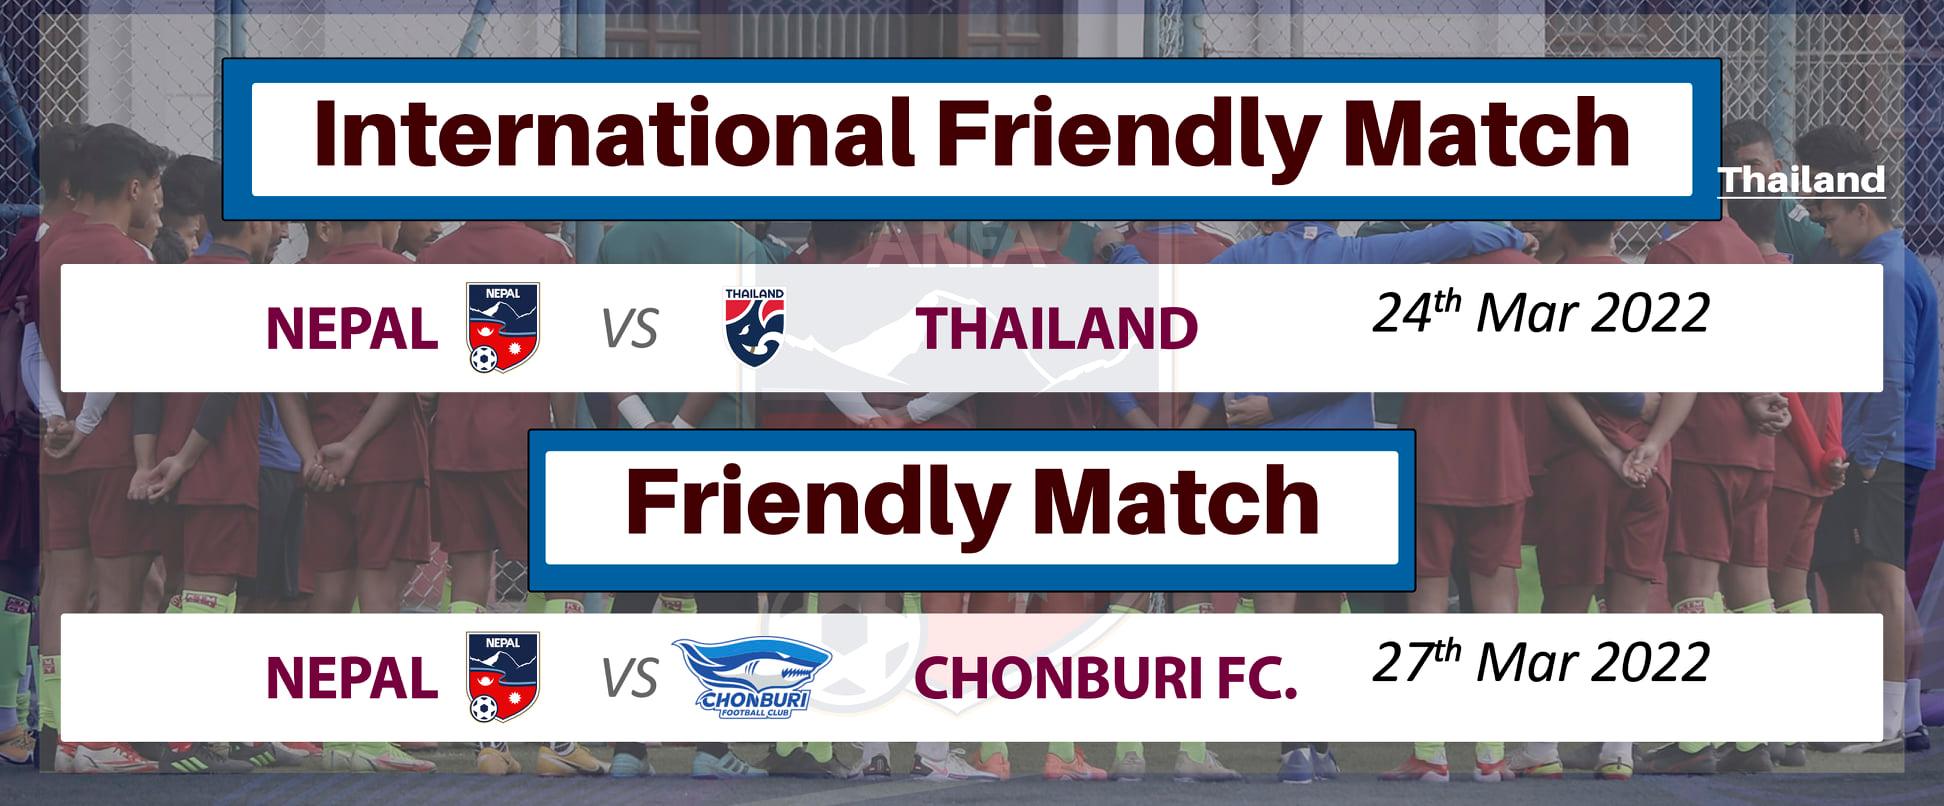 International Friendly Match
Thailand
ANFA
NEPAL NEPAL VS THAILAND THAILAND 24th Mar 2022
Friendly Match
NEPAL NEPAL VS CHONBURI FOOTBALL CLUB CHONBURI FC. 27th Mar 2022